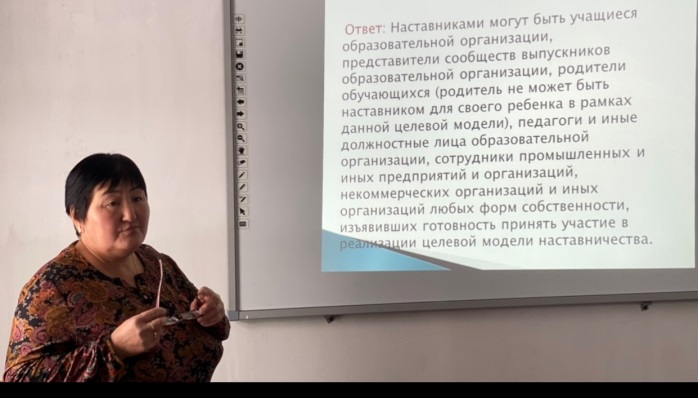 Ответ: Наставниками могут быть учащиеся
образовательной организации,
представители сообществ выпускников
образовательной организации, родители
обучающихся (родитель не может быть
наставником для своего ребенка в рамках
данной целевой модели), педагоги и иные
должностные лица образовательной
организации, сотрудники промышленных и
иных предприятий и организаций,
некоммерческих организаций и иных
организаций любых форм собственности,
изъявивших готовность принять участие в
реализации целевой модели наставничества.